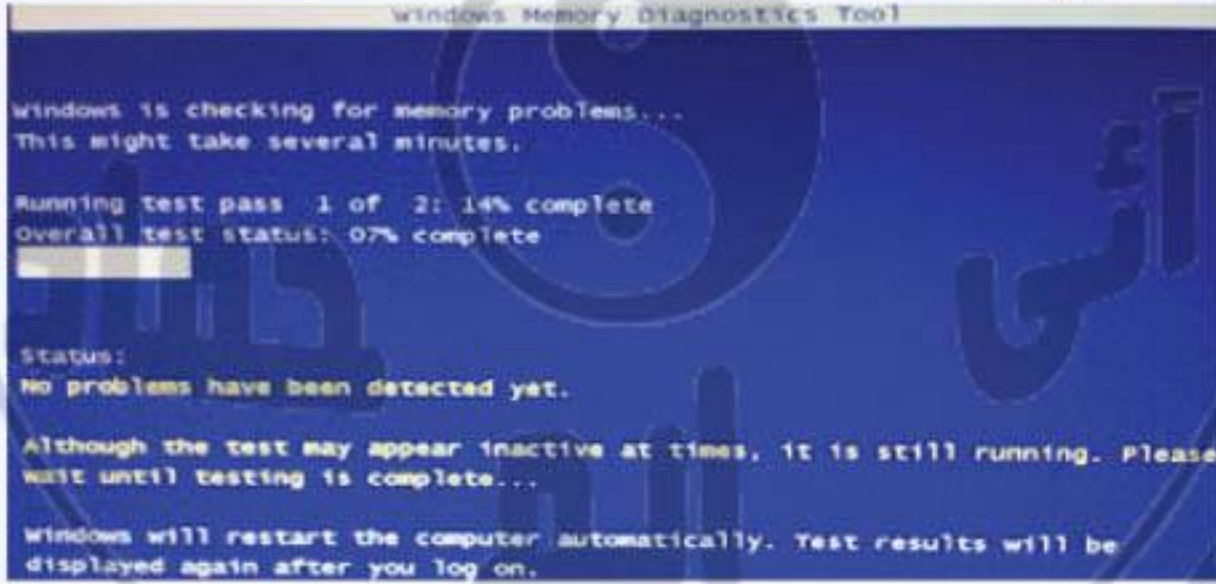 Windows Memory Diagnostics Tool
Windows is checking for memory problems...
This might take several minutes.
Running test pass 1 of 2: 14% complete
Overall test status: 07% complete
Status:
No problems have been detected yet.
Although the test may appear inactive at times, it is still running. Please
wait until testing is complete...
Windows will restart the computer automatically. Test results will be
displayed again after you log on.